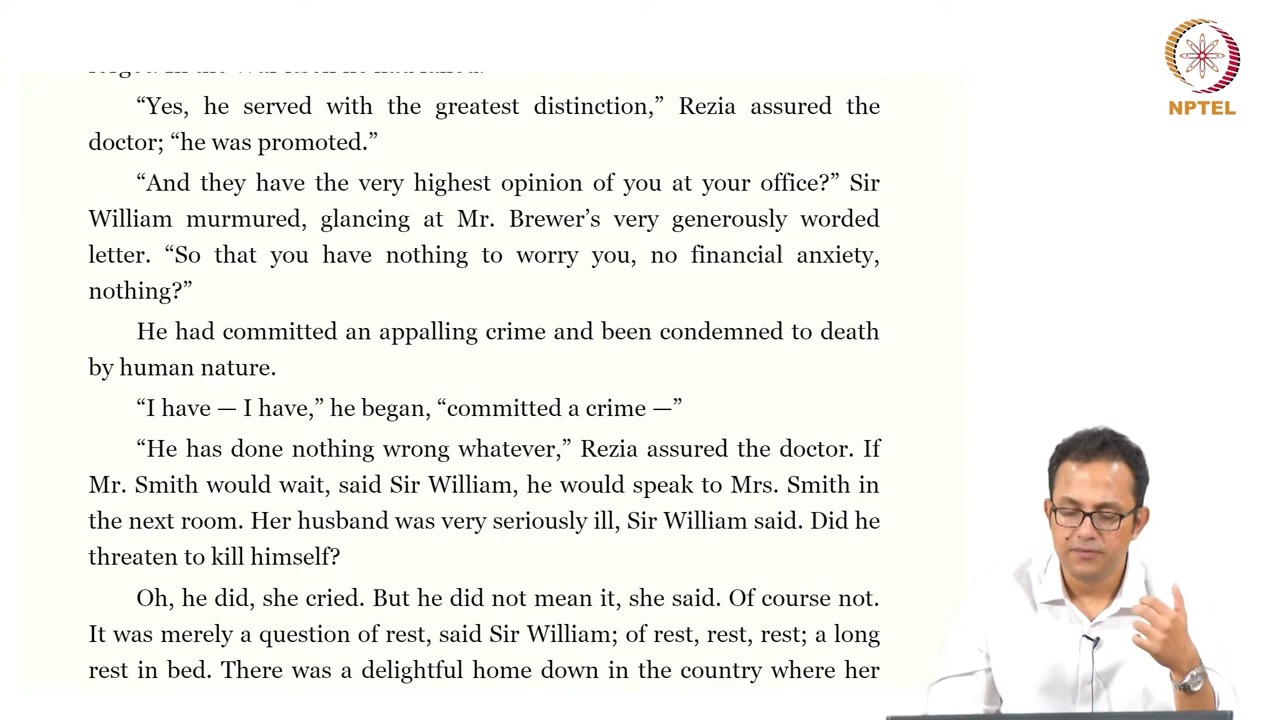 NPTEL
“Yes, he served with the greatest distinction,” Rezia assured the
doctor; “he was promoted.”
“And they have the very highest opinion of you at your office?” Sir
William murmured, glancing at Mr. Brewer’s very generously worded
letter. “So that you have nothing to worry you, no financial anxiety,
nothing?”
He had committed an appalling crime and been condemned to death
by human nature.
“I have — I have,” he began, “committed a crime —”
“He has done nothing wrong whatever,” Rezia assured the doctor. If
Mr. Smith would wait, said Sir William, he would speak to Mrs. Smith in
the next room. Her husband was very seriously ill, Sir William said. Did he
threaten to kill himself?
Oh, he did, she cried. But he did not mean it, she said. Of course not.
It was merely a question of rest, said Sir William; of rest, rest, rest; a long
rest in bed. There was a delightful home down in the country where her